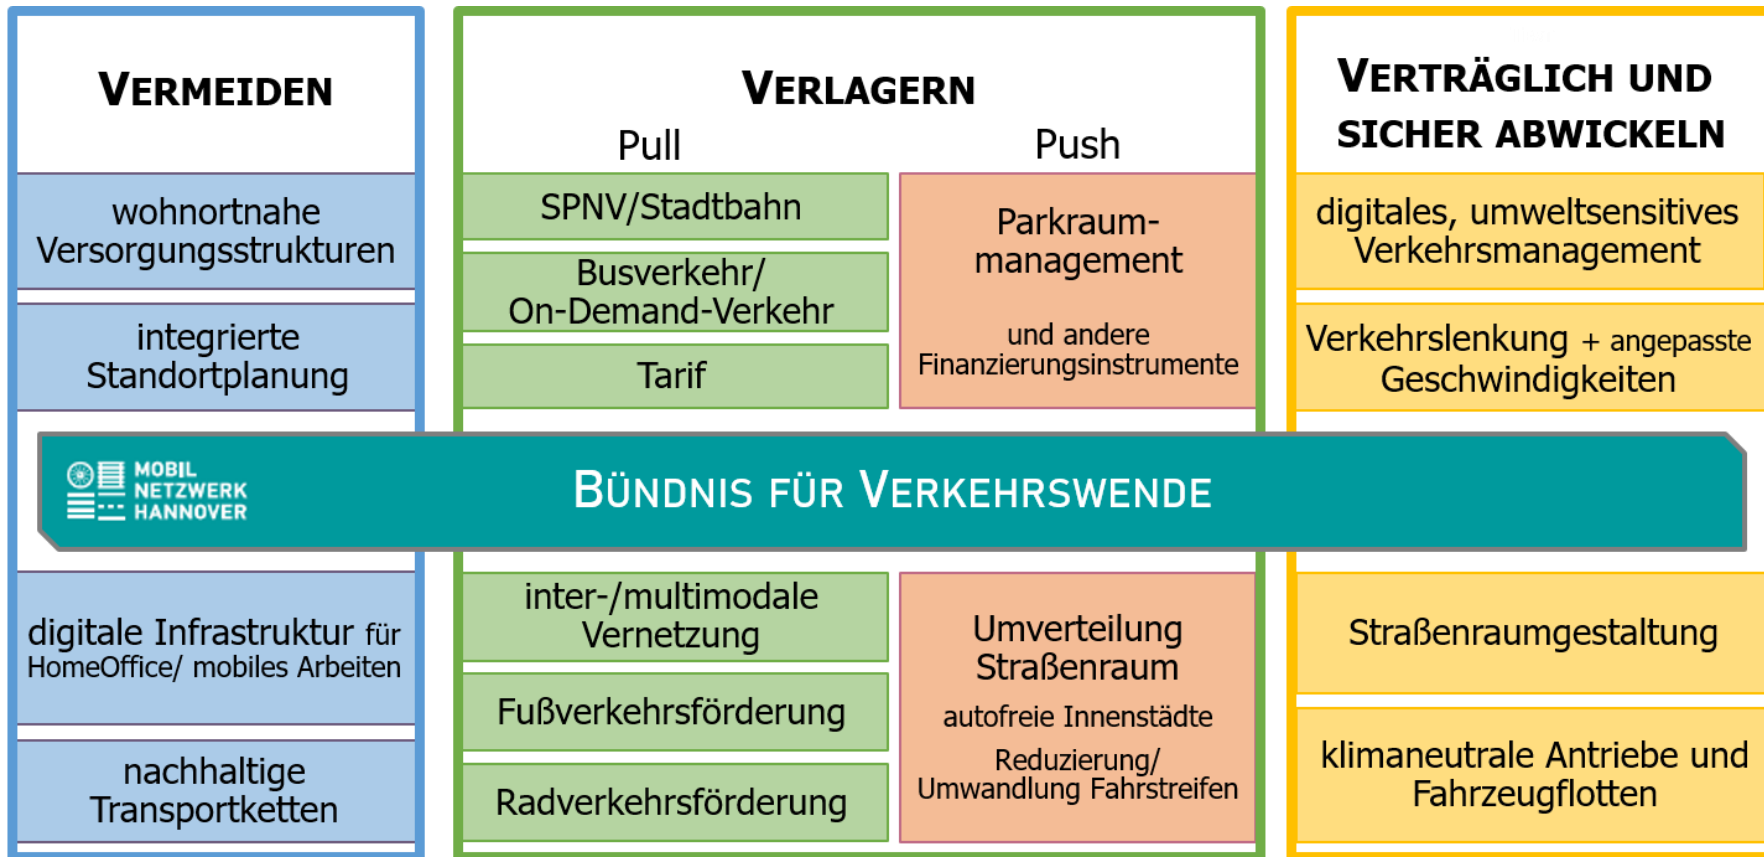 VERMEIDEN
wohnortnahe
Versorgungsstrukturen
integrierte
Standortplanung
VERLAGERN
Pull
SPNV/Stadtbahn
Busverkehr/
On-Demand-Verkehr
Tarif
Push
Parkraum-
management
und andere
Finanzierungsinstrumente
VERTRÄGLICH UND
SICHER ABWICKELN
digitales, umweltsensitives
Verkehrsmanagement
Verkehrslenkung + angepasste
Geschwindigkeiten
MOBIL
NETZWERK
HANNOVER
BÜNDNIS FÜR VERKEHRSWENDE
digitale Infrastruktur für
HomeOffice/ mobiles Arbeiten
nachhaltige
Transportketten
inter-/multimodale
Vernetzung
Fußverkehrsförderung
Radverkehrsförderung
Umverteilung
Straßenraum
autofreie Innenstädte
Reduzierung/
Umwandlung Fahrstreifen
Straßenraumgestaltung
klimaneutrale Antriebe und
Fahrzeugflotten